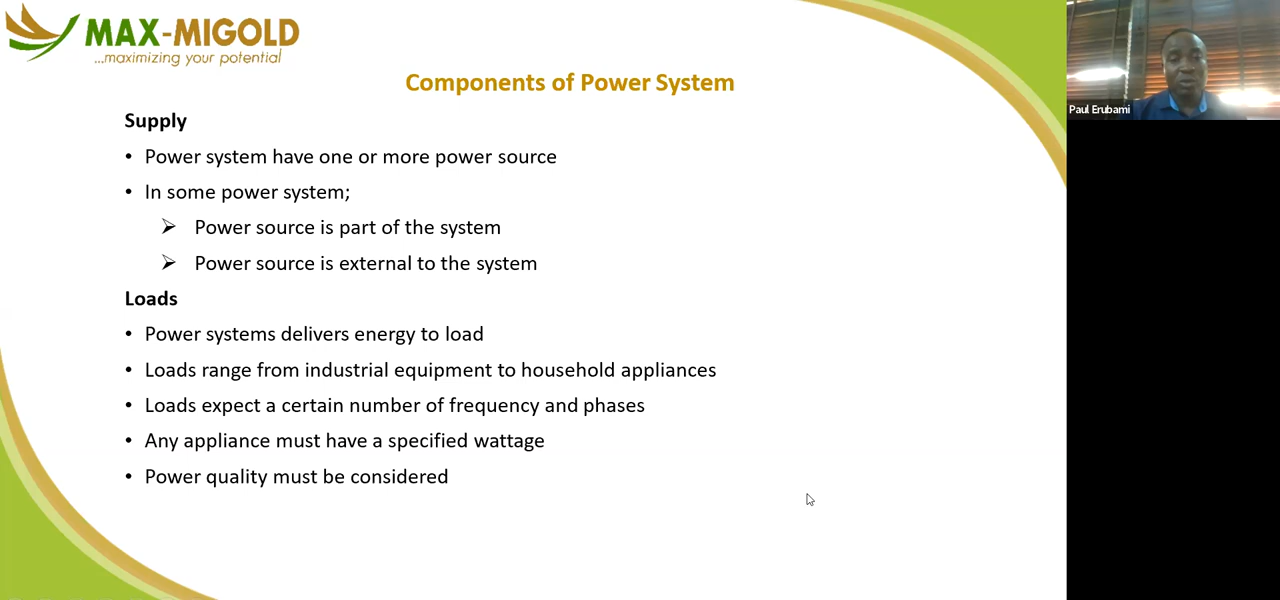 MAX-MIGOLD
...maximizing your potential
Components of Power System
Supply
• Power system have one or more power source
• In some power system;
➢ Power source is part of the system
➢ Power source is external to the system
Loads
• Power systems delivers energy to load
• Loads range from industrial equipment to household appliances
• Loads expect a certain number of frequency and phases
• Any appliance must have a specified wattage
• Power quality must be considered
Paul Erubami